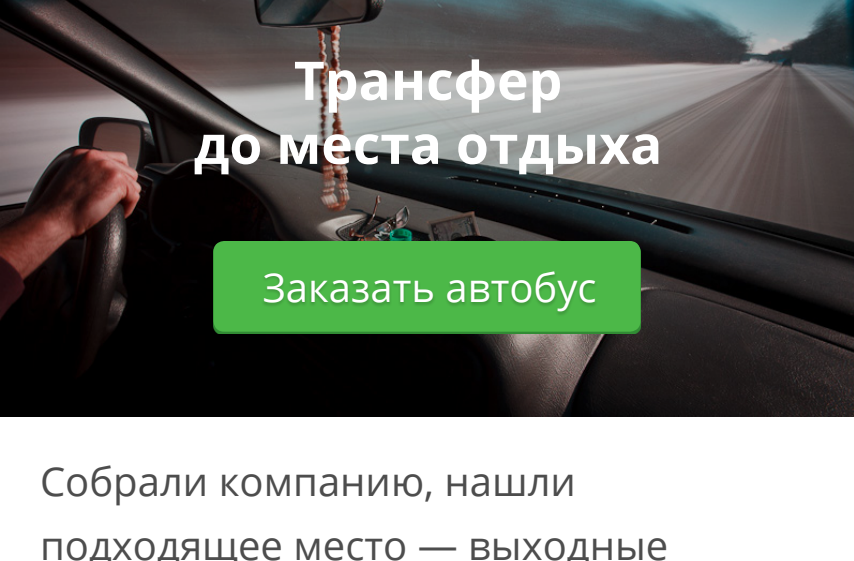 Трансфер
до места отдыха
Заказать автобус
Собрали компанию, нашли
подходящее место — выходные